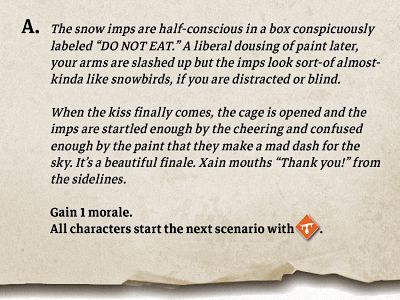 A. The snow imps are half-conscious in a box conspicuously
labeled “DO NOT EAT.” A liberal dousing of paint later,
your arms are slashed up but the imps look sort-of almost-
kinda like snowbirds, if you are distracted or blind.
When the kiss finally comes, the cage is opened and the
imps are startled enough by the cheering and confused
enough by the paint that they make a mad dash for the
sky. It’s a beautiful finale. Xain mouths “Thank you!” from
the sidelines.
Gain 1 morale.
All characters start the next scenario with .